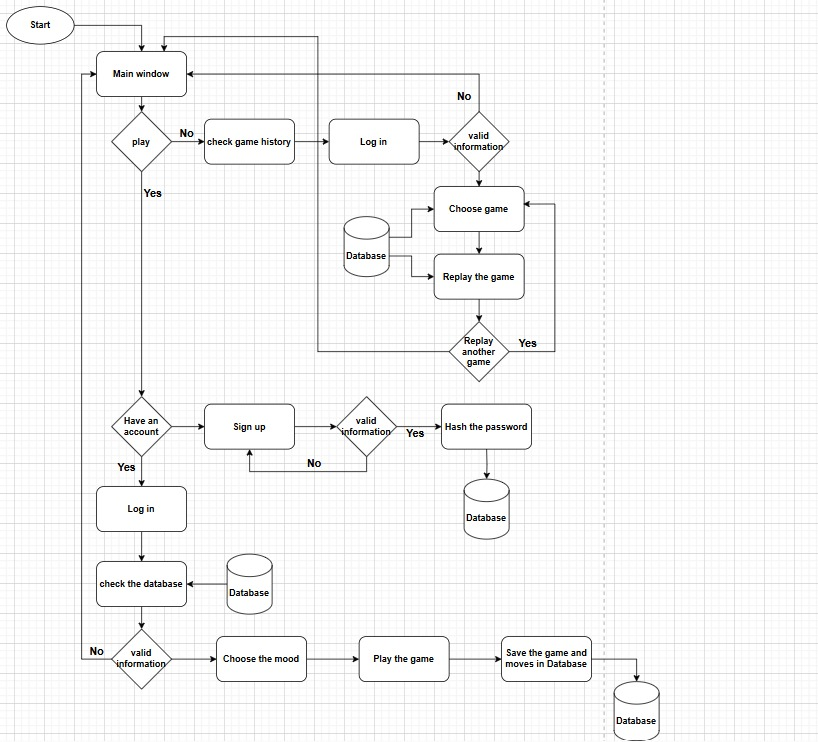 Start
Main window
No
play
No
check game history
Log in
valid
information
Yes
Choose game
Database
Replay the game
Replay
another
game
Yes
Have an
account
Sign up
valid
information
Yes
Hash the password
No
Yes
Log in
Database
check the database
Database
No
valid
information
Choose the mood
Play the game
Save the game and
moves in Database
Database